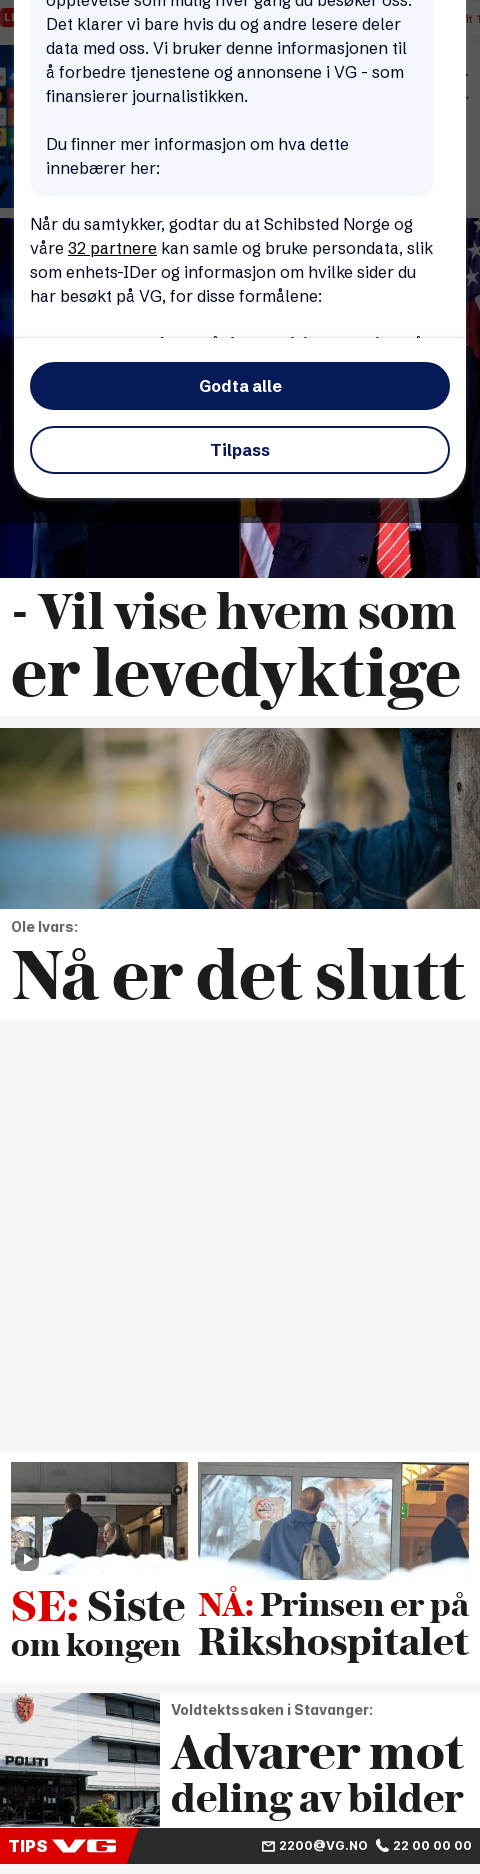 opplevelse som mulig hver gang du besøker oss.
Det klarer vi bare hvis du og andre lesere deler
data med oss. Vi bruker denne informasjonen til
å forbedre tjenestene og annonsene i VG - som
finansierer journalistikken.
Du finner mer informasjon om hva dette
innebærer her:
Når du samtykker, godtar du at Schibsted Norge og
våre 32 partnere kan samle og bruke persondata, slik
som enhets-IDer og informasjon om hvilke sider du
har besøkt på VG, for disse formålene:
Godta alle
Tilpass
- Vil vise hvem som
er levedyktige
Ole Ivars:
Nå er det slutt
SE: Siste
om kongen
NÅ: Prinsen er på
Rikshospitalet
POLITI
Voldtektssaken i Stavanger:
Advarer mot
deling av bilder
TIPS VG
2200@VG.NO 22 00 00 00